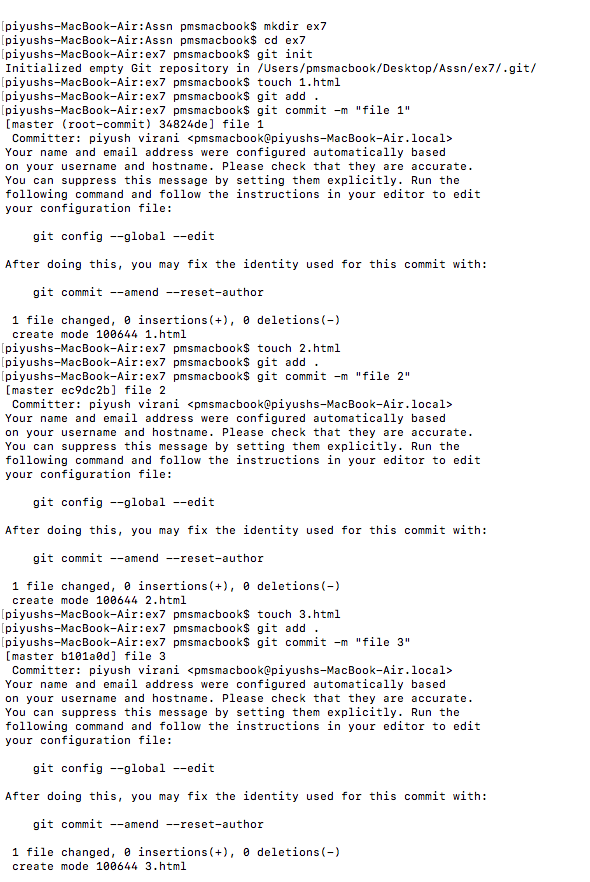 [piyushs-MacBook-Air:Assn pmsmacbook$ mkdir ex7
[piyushs-MacBook-Air:Assn pmsmacbook$ cd ex7
[piyushs-MacBook-Air:ex7 pmsmacbook$ git init
Initialized empty Git repository in /Users/pmsmacbook/Desktop/Assn/ex7/.git/
[piyushs-MacBook-Air:ex7 pmsmacbook$ touch 1.html
[piyushs-MacBook-Air:ex7 pmsmacbook$ git add .
[piyushs-MacBook-Air:ex7 pmsmacbook$ git commit -m "file 1"
[master (root-commit) 34824de] file 1
 Committer: piyush virani <pmsmacbook@piyushs-MacBook-Air.local>
Your name and email address were configured automatically based
on your username and hostname. Please check that they are accurate.
You can suppress this message by setting them explicitly. Run the
following command and follow the instructions in your editor to edit
your configuration file:

    git config --global --edit

After doing this, you may fix the identity used for this commit with:

    git commit --amend --reset-author

 1 file changed, 0 insertions(+), 0 deletions(-)
 create mode 100644 1.html
[piyushs-MacBook-Air:ex7 pmsmacbook$ touch 2.html
[piyushs-MacBook-Air:ex7 pmsmacbook$ git add .
[piyushs-MacBook-Air:ex7 pmsmacbook$ git commit -m "file 2"
[master ec9dc2b] file 2
 Committer: piyush virani <pmsmacbook@piyushs-MacBook-Air.local>
Your name and email address were configured automatically based
on your username and hostname. Please check that they are accurate.
You can suppress this message by setting them explicitly. Run the
following command and follow the instructions in your editor to edit
your configuration file:

    git config --global --edit

After doing this, you may fix the identity used for this commit with:

    git commit --amend --reset-author

 1 file changed, 0 insertions(+), 0 deletions(-)
 create mode 100644 2.html
[piyushs-MacBook-Air:ex7 pmsmacbook$ touch 3.html
[piyushs-MacBook-Air:ex7 pmsmacbook$ git add .
[piyushs-MacBook-Air:ex7 pmsmacbook$ git commit -m "file 3"
[master b101a0d] file 3
 Committer: piyush virani <pmsmacbook@piyushs-MacBook-Air.local>
Your name and email address were configured automatically based
on your username and hostname. Please check that they are accurate.
You can suppress this message by setting them explicitly. Run the
following command and follow the instructions in your editor to edit
your configuration file:

    git config --global --edit

After doing this, you may fix the identity used for this commit with:

    git commit --amend --reset-author

 1 file changed, 0 insertions(+), 0 deletions(-)
 create mode 100644 3.html